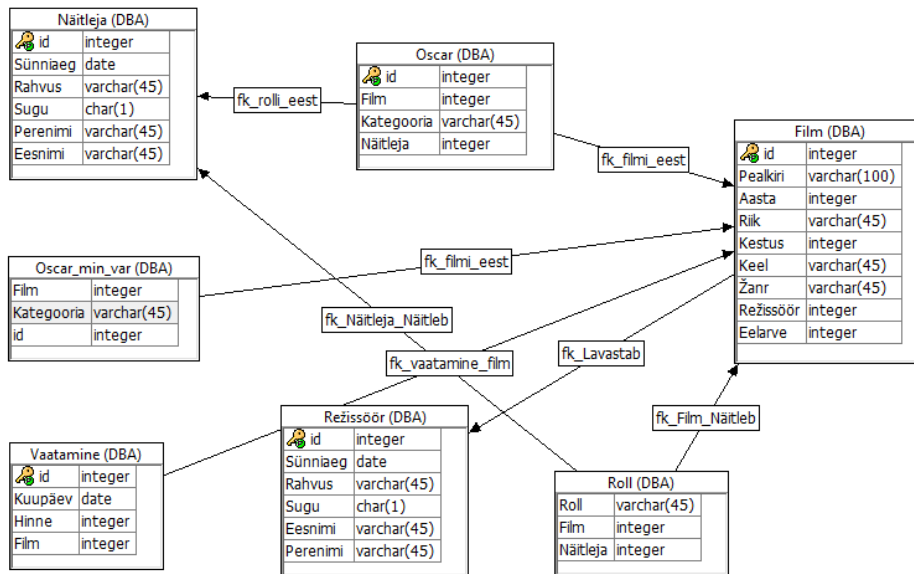 Näitleja (DBA)
id integer
Sünniaeg date
Rahvus varchar(45)
Sugu char(1)
Perenimi varchar(45)
Eesnimi varchar(45)
fk_rolli_eest
Oscar (DBA)
id integer
Film integer
Kategooria varchar(45)
Näitleja integer
fk_filmi_eest
Film (DBA)
id integer
Pealkiri varchar(100)
Aasta integer
Riik varchar(45)
Kestus integer
Keel varchar(45)
Žanr varchar(45)
Režissöör integer
Eelarve integer
Oscar_min_var (DBA)
Film integer
Kategooria varchar(45)
id integer
fk_filmi_eest
fk_Näitleja_Näitleb
fk_vaatamine_film
fk_Lavastab
fk_Film_Näitleb
Vaatamine (DBA)
id integer
Kuupäev date
Hinne integer
Film integer
Režissöör (DBA)
id integer
Sünniaeg date
Rahvus varchar(45)
Sugu char(1)
Eesnimi varchar(45)
Perenimi varchar(45)
Roll (DBA)
Roll varchar(45)
Film integer
Näitleja integer